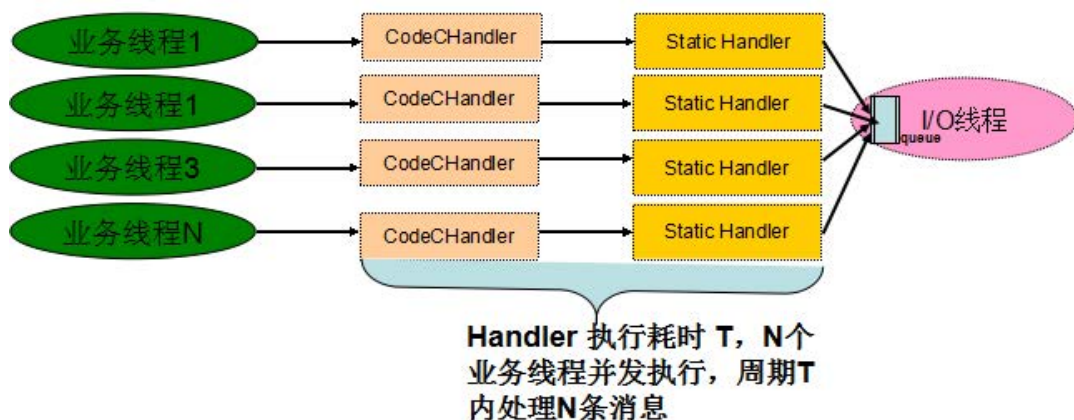 业务线程1 CodeCHandler Static Handler
业务线程1 CodeCHandler Static Handler
I/O线程
queue
业务线程3 CodeCHandler Static Handler
业务线程N CodeCHandler Static Handler
Handler 执行耗时 T，N个
业务线程并发执行，周期T
内处理N条消息